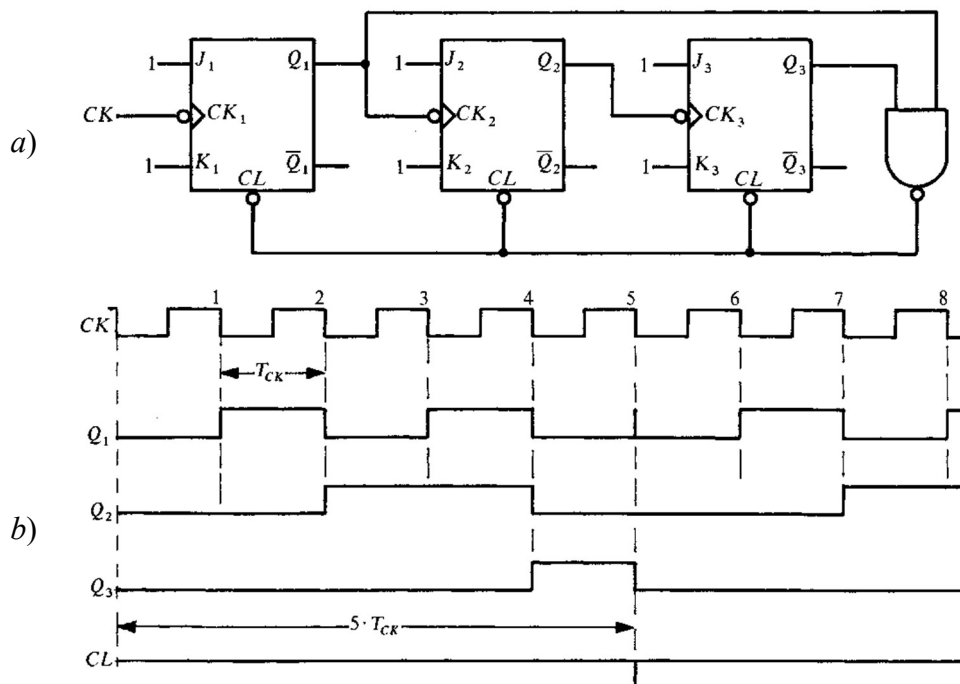 1 J₁ Q₁ 1 J₂ Q₂ 1 J₃ Q₃
CK CK₁ CK₂ CK₃
a)
1 K₁ Q̅₁ 1 K₂ Q̅₂ 1 K₃ Q̅₃
CL CL CL
1 2 3 4 5 6 7 8
CK
T_CK
Q₁
Q₂
b)
Q₃
5·T_CK
CL